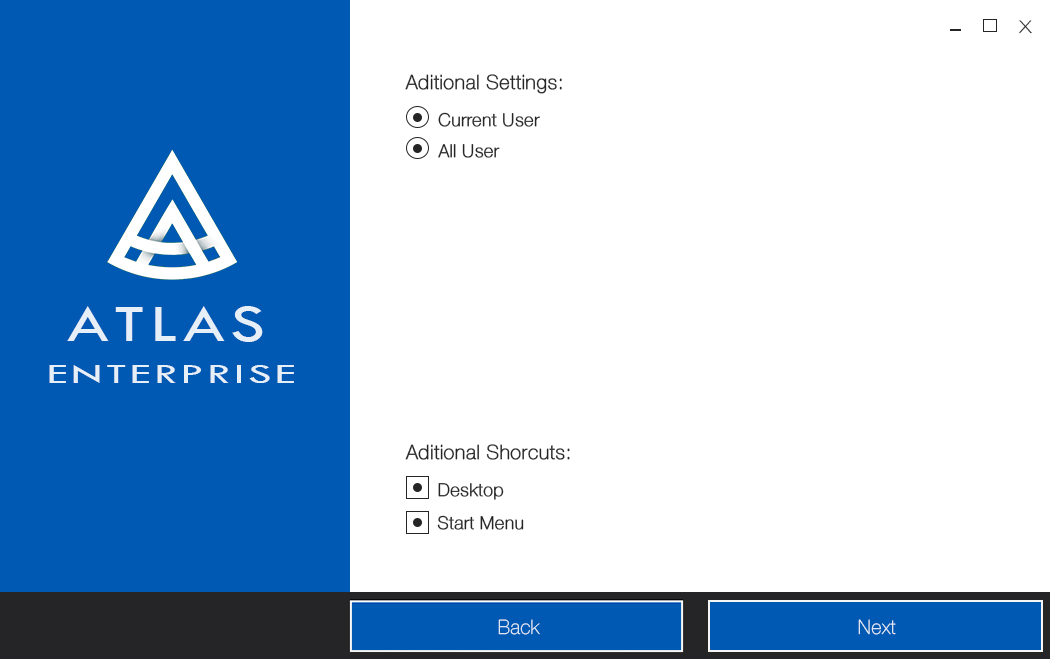 Aditional Settings:
Current User
All User
ATLAS
ENTERPRISE
Aditional Shorcuts:
Desktop
Start Menu
Back
Next